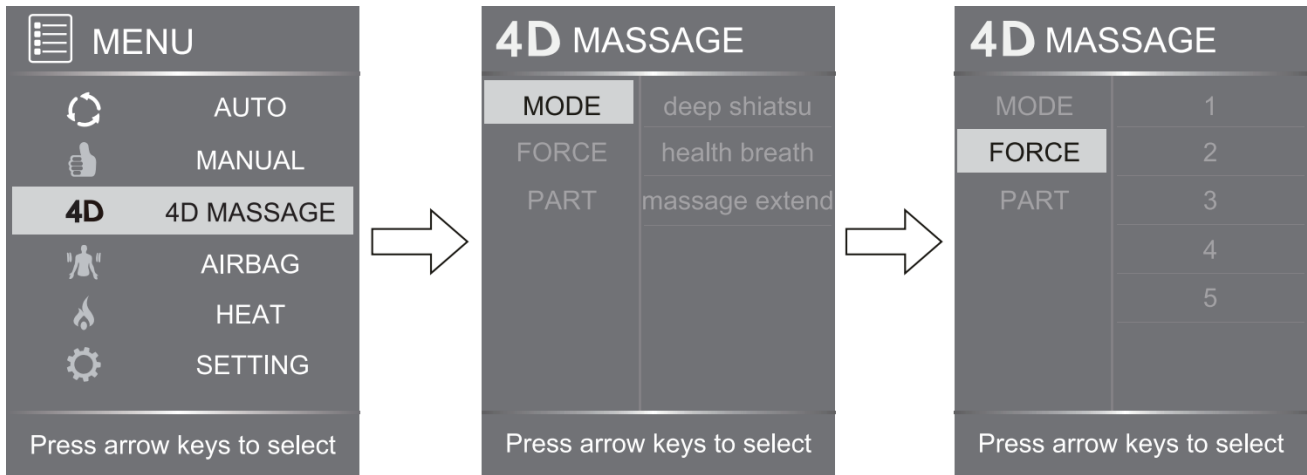 MENU
AUTO
MANUAL
4D 4D MASSAGE
AIRBAG
HEAT
SETTING
Press arrow keys to select
4D MASSAGE
MODE deep shiatsu
FORCE health breath
PART massage extend
Press arrow keys to select
4D MASSAGE
MODE 1
FORCE 2
PART 3
4
5
Press arrow keys to select